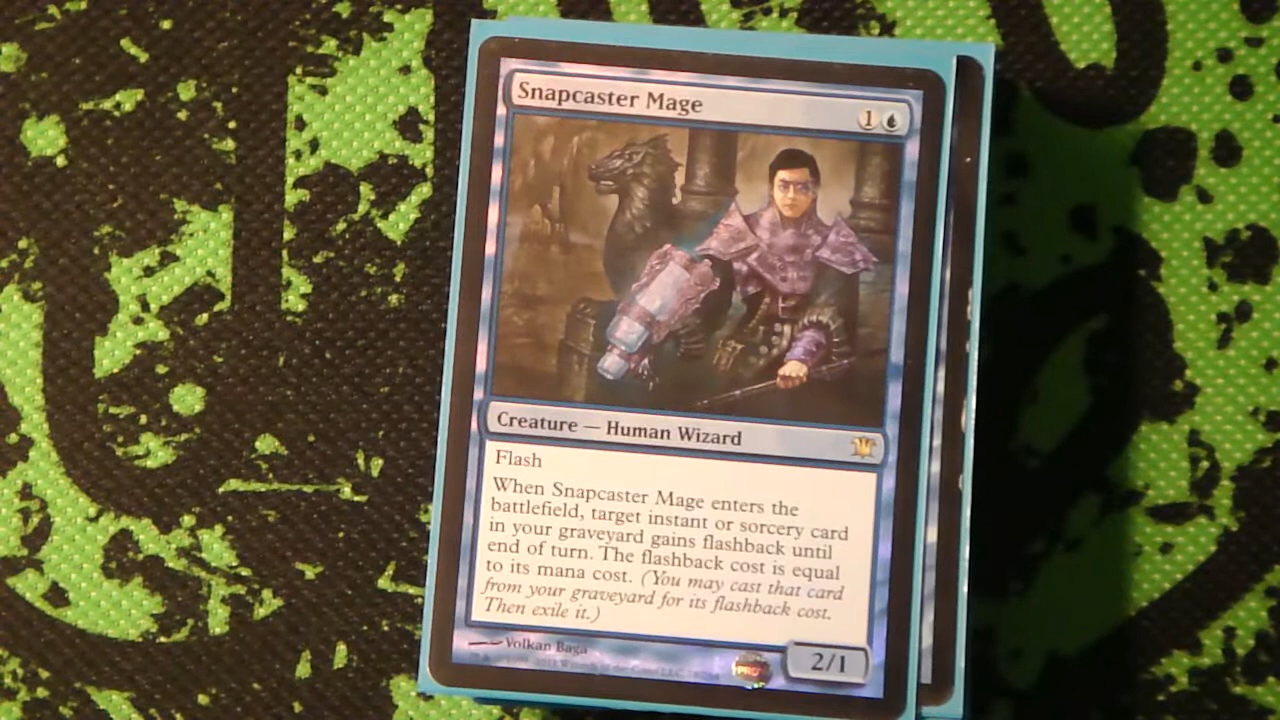 Snapcaster Mage
1
Creature — Human Wizard
Flash
When Snapcaster Mage enters the
battlefield, target instant or sorcery card
in your graveyard gains flashback until
end of turn. The flashback cost is equal
to its mana cost. (You may cast that card
from your graveyard for its flashback cost.
Then exile it.)
Volkan Baga
PRO
2/1